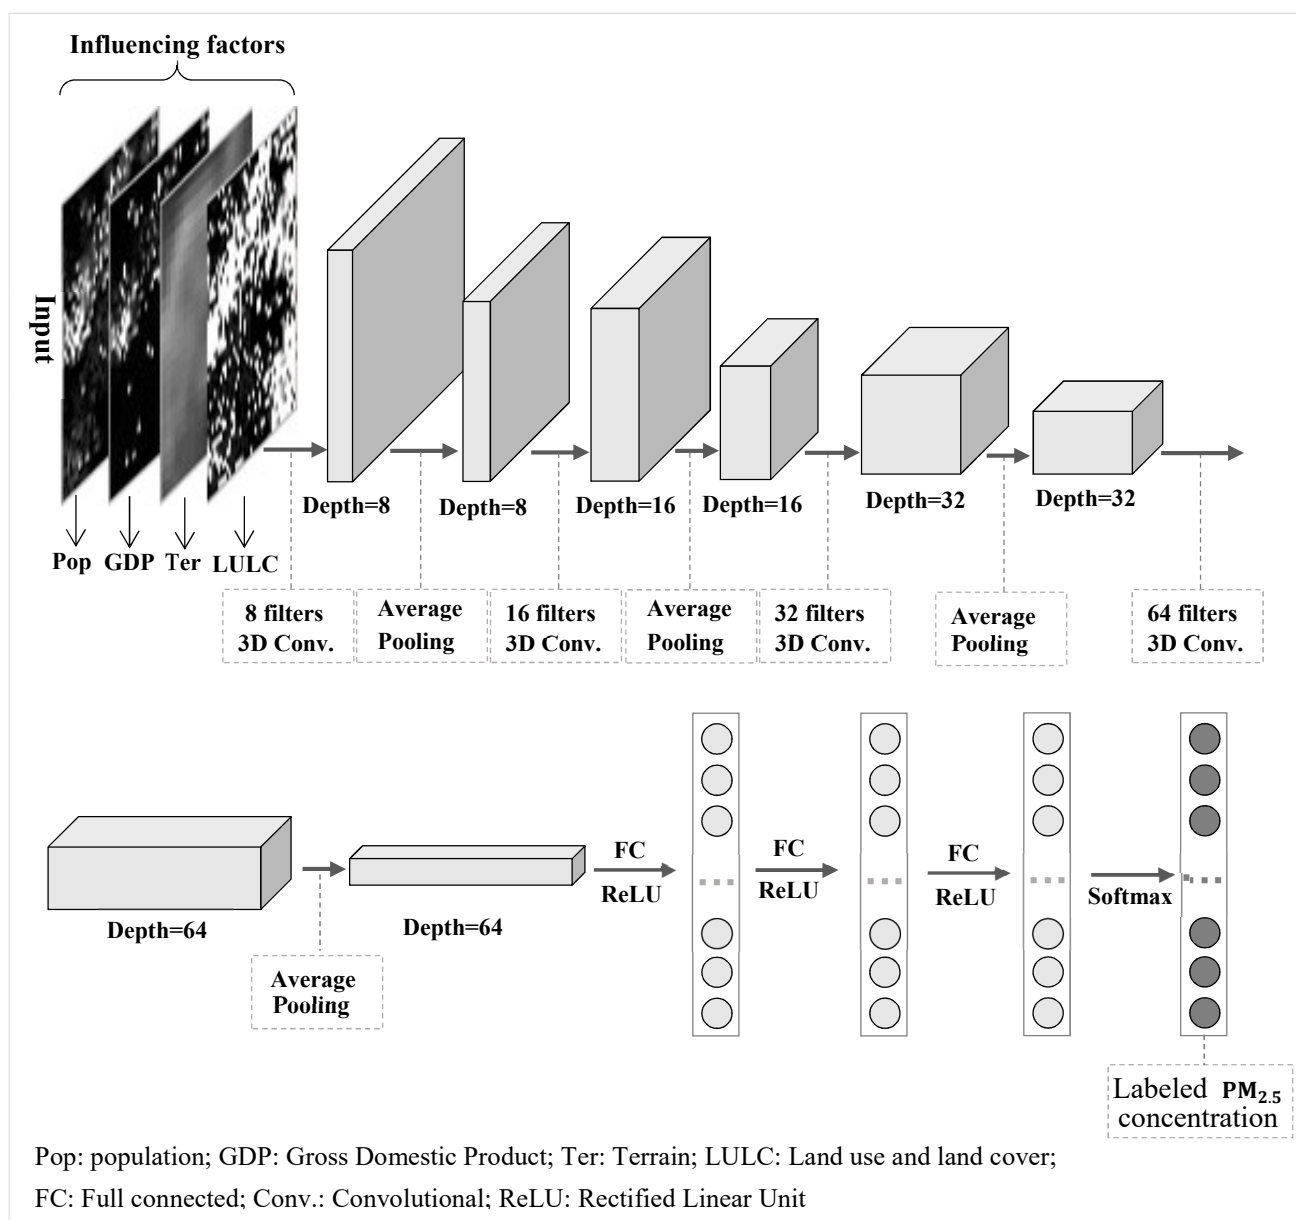 Influencing factors
Input
Pop GDP Ter LULC
Depth=8
Depth=8
Depth=16
Depth=16
Depth=32
Depth=32
8 filters
3D Conv.
Average
Pooling
16 filters
3D Conv.
Average
Pooling
32 filters
3D Conv.
Average
Pooling
64 filters
3D Conv.
Depth=64
Average
Pooling
Depth=64
FC
ReLU
FC
ReLU
FC
ReLU
Softmax
Labeled PM2.5
concentration
Pop: population; GDP: Gross Domestic Product; Ter: Terrain; LULC: Land use and land cover;
FC: Full connected; Conv.: Convolutional; ReLU: Rectified Linear Unit